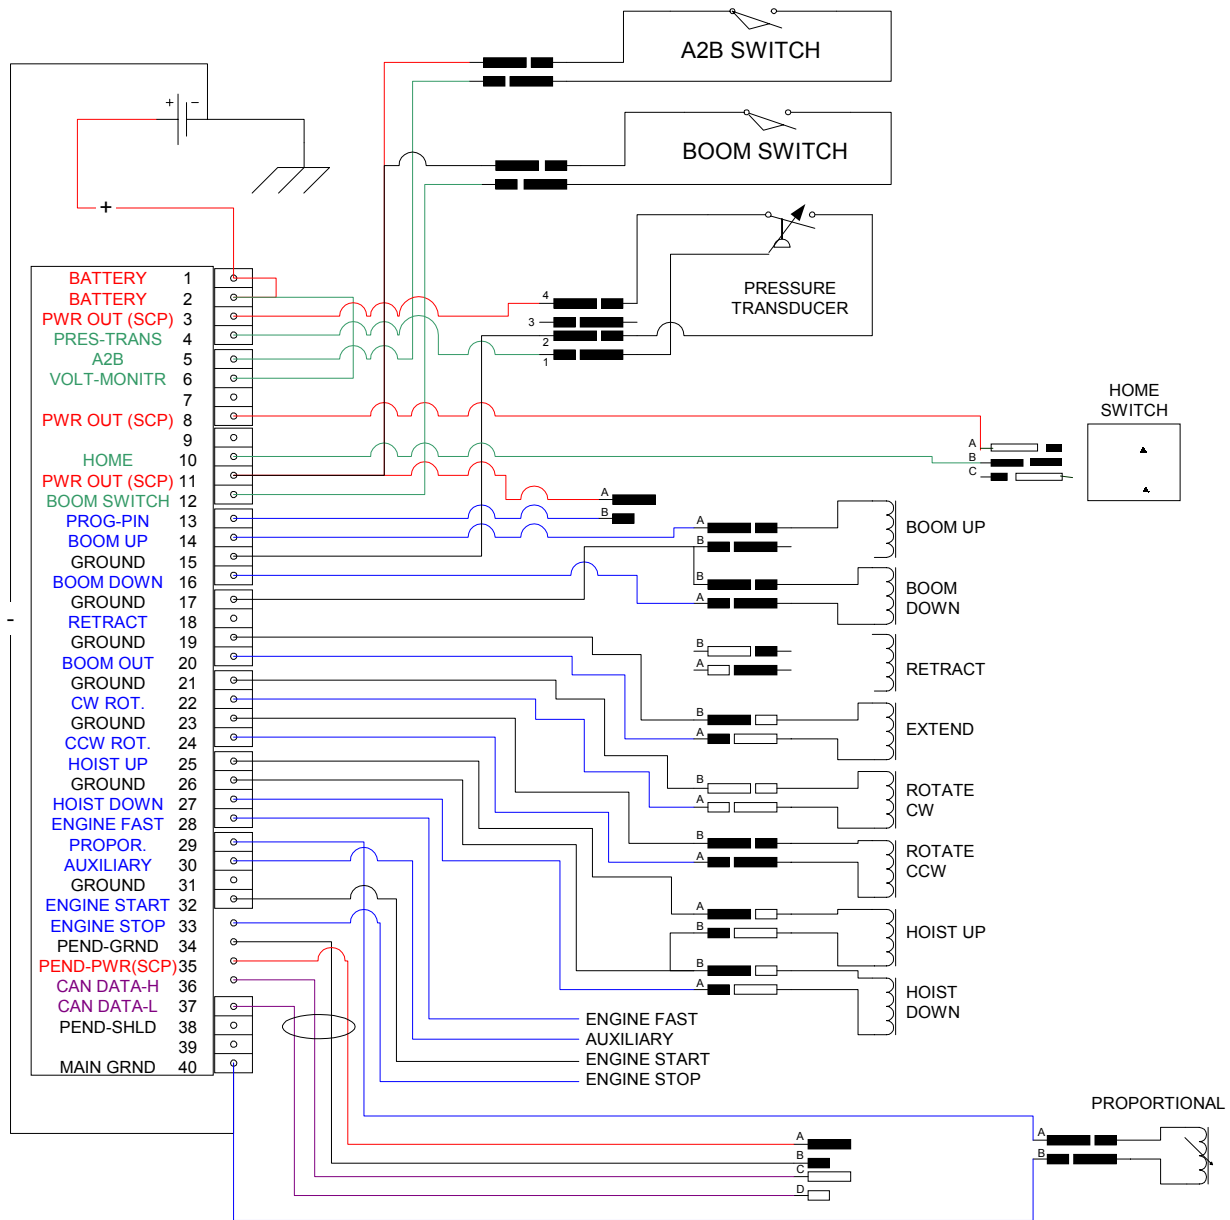 A2B SWITCH
+ −
BOOM SWITCH
+
PRESSURE
TRANSDUCER
4
3
2
1
BATTERY 1
BATTERY 2
PWR OUT (SCP) 3
PRES-TRANS 4
A2B 5
VOLT-MONITR 6
7
PWR OUT (SCP) 8
9
HOME 10
PWR OUT (SCP) 11
BOOM SWITCH 12
PROG-PIN 13
BOOM UP 14
GROUND 15
BOOM DOWN 16
GROUND 17
RETRACT 18
GROUND 19
BOOM OUT 20
GROUND 21
CW ROT. 22
GROUND 23
CCW ROT. 24
HOIST UP 25
GROUND 26
HOIST DOWN 27
ENGINE FAST 28
PROPOR. 29
AUXILIARY 30
GROUND 31
ENGINE START 32
ENGINE STOP 33
PEND-GRND 34
PEND-PWR(SCP) 35
CAN DATA-H 36
CAN DATA-L 37
PEND-SHLD 38
39
MAIN GRND 40
-
HOME
SWITCH
A
B
C
A
B
A
B
BOOM UP
B
A
BOOM
DOWN
B
A
RETRACT
B
A
EXTEND
B
A
ROTATE
CW
B
A
ROTATE
CCW
A
B
HOIST UP
B
A
HOIST
DOWN
ENGINE FAST
AUXILIARY
ENGINE START
ENGINE STOP
PROPORTIONAL
A
B
A
B
C
D